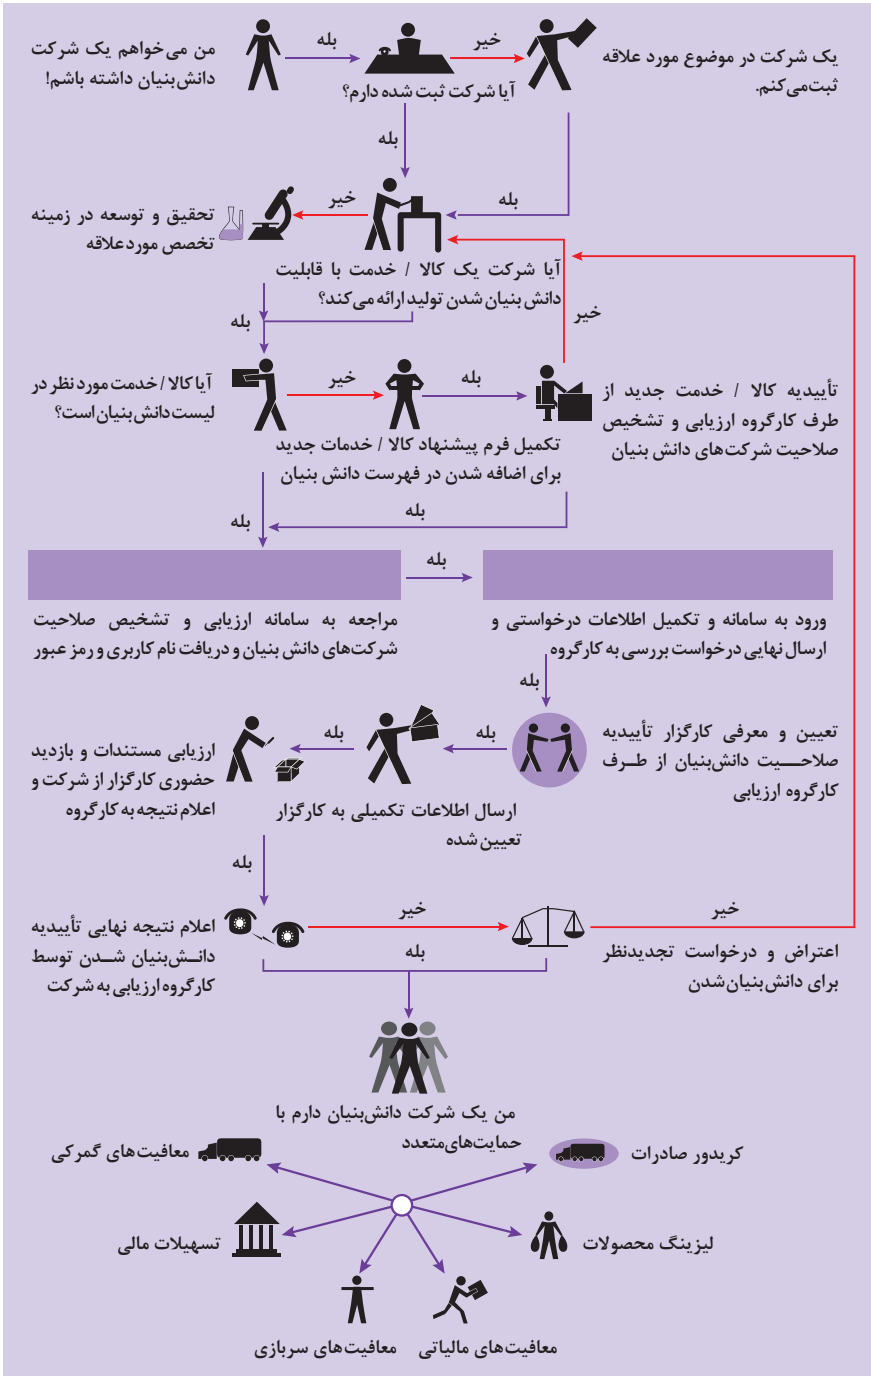 من می‌خواهم یک شرکت
دانش‌بنیان داشته باشم!
بله
آیا شرکت ثبت شده دارم؟
خیر
یک شرکت در موضوع مورد علاقه
ثبت‌می‌کنم.
بله
بله
خیر
تحقیق و توسعه در زمینه
تخصص مورد علاقه
آیا شرکت یک کالا / خدمت با قابلیت
دانش بنیان شدن تولید ارائه می‌کند؟
خیر
بله
آیا کالا / خدمت مورد نظر در
لیست دانش‌بنیان است؟
خیر
بله
تکمیل فرم پیشنهاد کالا / خدمات جدید
برای اضافه شدن در فهرست دانش بنیان
تأییدیه کالا / خدمت جدید از
طرف کارگروه ارزیابی و تشخیص
صلاحیت شرکت‌های دانش بنیان
بله
بله
بله
مراجعه به سامانه ارزیابی و تشخیص صلاحیت
شرکت‌های دانش بنیان و دریافت نام کاربری و رمز عبور
ورود به سامانه و تکمیل اطلاعات درخواستی و
ارسال نهایی درخواست بررسی به کارگروه
بله
تعیین و معرفی کارگزار تأییدیه
صلاحـــیت دانش‌بنیان از طــرف
کارگروه ارزیابی
بله
ارسال اطلاعات تکمیلی به کارگزار
تعیین شده
بله
ارزیابی مستندات و بازدید
حضوری کارگزار از شرکت و
اعلام نتیجه به کارگروه
بله
اعلام نتیجه نهایی تأییدیه
دانــش‌بنیان شــدن توسط
کارگروه ارزیابی به شرکت
خیر
بله
اعتراض و درخواست تجدیدنظر
برای دانش‌بنیان‌شدن
خیر
من یک شرکت دانش‌بنیان دارم با
حمایت‌های‌متعدد
کریدور صادرات
معافیت‌های گمرکی
لیزینگ محصولات
تسهیلات مالی
معافیت‌های مالیاتی
معافیت‌های سربازی